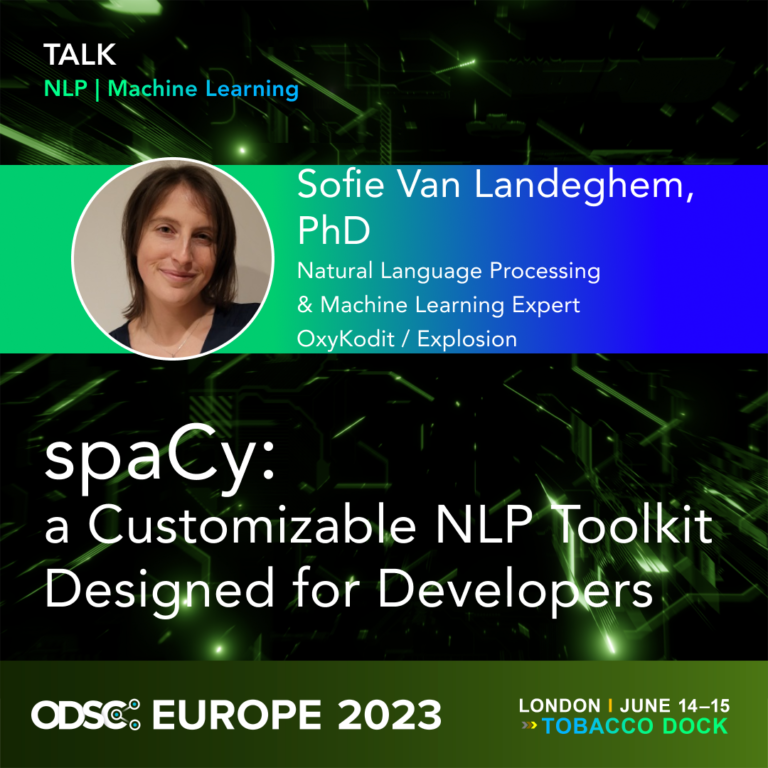 TALK
NLP | Machine Learning
Sofie Van Landeghem,
PhD
Natural Language Processing
& Machine Learning Expert
OxyKodit / Explosion
spaCy:
a Customizable NLP Toolkit
Designed for Developers
ODSC EUROPE 2023
LONDON | JUNE 14–15
TOBACCO DOCK